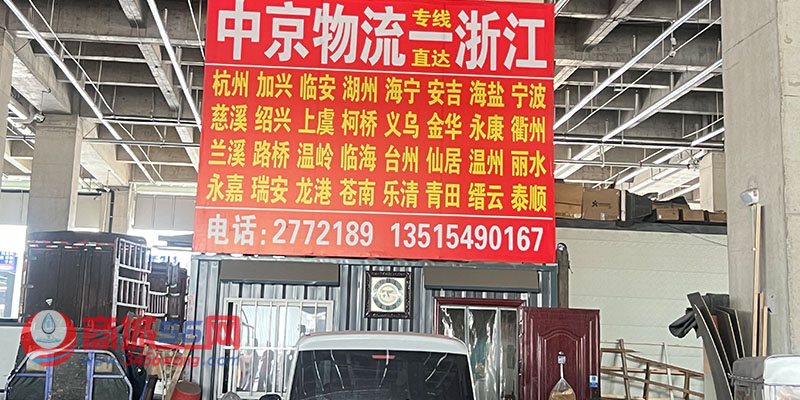 中京物流一专线直达浙江
杭州 加兴 临安 湖州 海宁 安吉 海盐 宁波
慈溪 绍兴 上虞 柯桥 义乌 金华 永康 衢州
兰溪 路桥 温岭 临海 台州 仙居 温州 丽水
永嘉 瑞安 龙港 苍南 乐清 青田 缙云 泰顺
电话:2772189 13515490167
商城55网